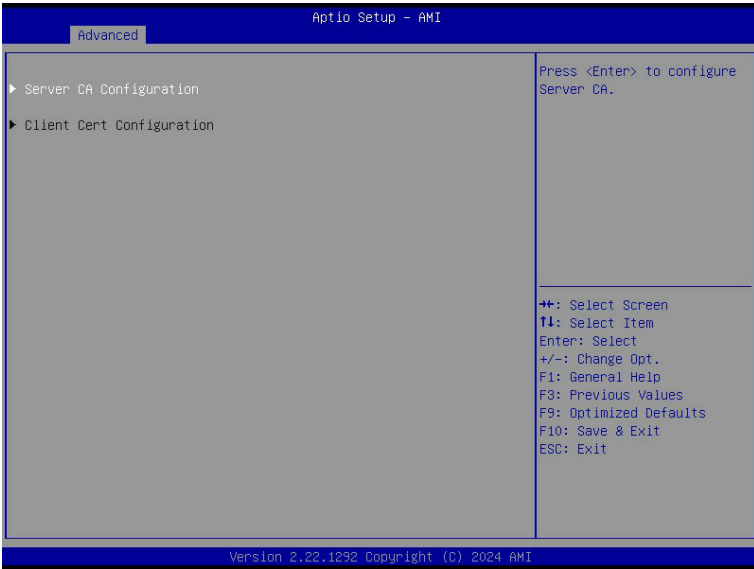 Aptio Setup – AMI
Advanced
▶ Server CA Configuration
▶ Client Cert Configuration
Press <Enter> to configure
Server CA.
→←: Select Screen
↑↓: Select Item
Enter: Select
+/-: Change Opt.
F1: General Help
F3: Previous Values
F9: Optimized Defaults
F10: Save & Exit
ESC: Exit
Version 2.22.1292 Copyright (C) 2024 AMI